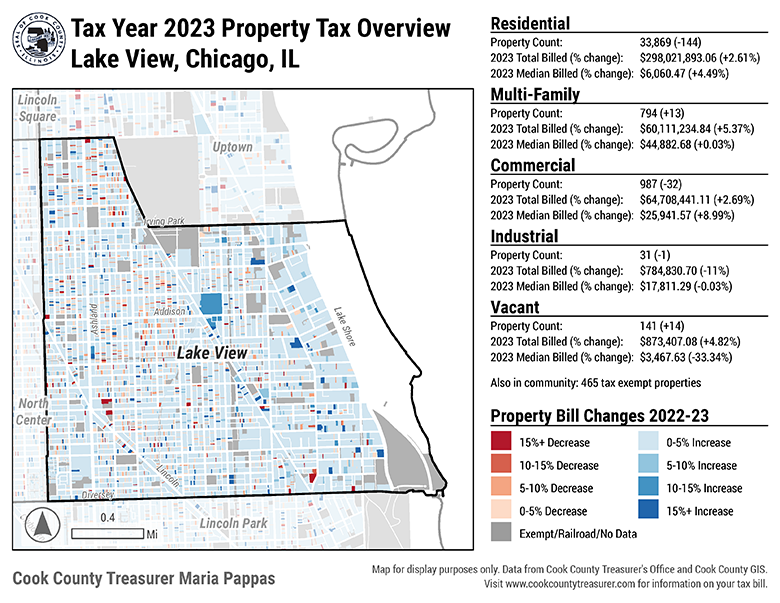 Tax Year 2023 Property Tax Overview
Lake View, Chicago, IL
Lincoln
Square
Uptown
Irving Park
Ashland
Addison
Lake Shore
Lake View
North
Center
Lincoln
Diversey
Lincoln Park
0.4
Mi
Residential
Property Count: 33,869 (-144)
2023 Total Billed (% change): $298,021,893.06 (+2.61%)
2023 Median Billed (% change): $6,060.47 (+4.49%)
Multi-Family
Property Count: 794 (+13)
2023 Total Billed (% change): $60,111,234.84 (+5.37%)
2023 Median Billed (% change): $44,882.68 (+0.03%)
Commercial
Property Count: 987 (-32)
2023 Total Billed (% change): $64,708,441.11 (+2.69%)
2023 Median Billed (% change): $25,941.57 (+8.99%)
Industrial
Property Count: 31 (-1)
2023 Total Billed (% change): $784,830.70 (-11%)
2023 Median Billed (% change): $17,811.29 (-0.03%)
Vacant
Property Count: 141 (+14)
2023 Total Billed (% change): $873,407.08 (+4.82%)
2023 Median Billed (% change): $3,467.63 (-33.34%)
Also in community: 465 tax exempt properties
Property Bill Changes 2022-23
15%+ Decrease 0-5% Increase
10-15% Decrease 5-10% Increase
5-10% Decrease 10-15% Increase
0-5% Decrease 15%+ Increase
Exempt/Railroad/No Data
Cook County Treasurer Maria Pappas
Map for display purposes only. Data from Cook County Treasurer's Office and Cook County GIS.
Visit www.cookcountytreasurer.com for information on your tax bill.